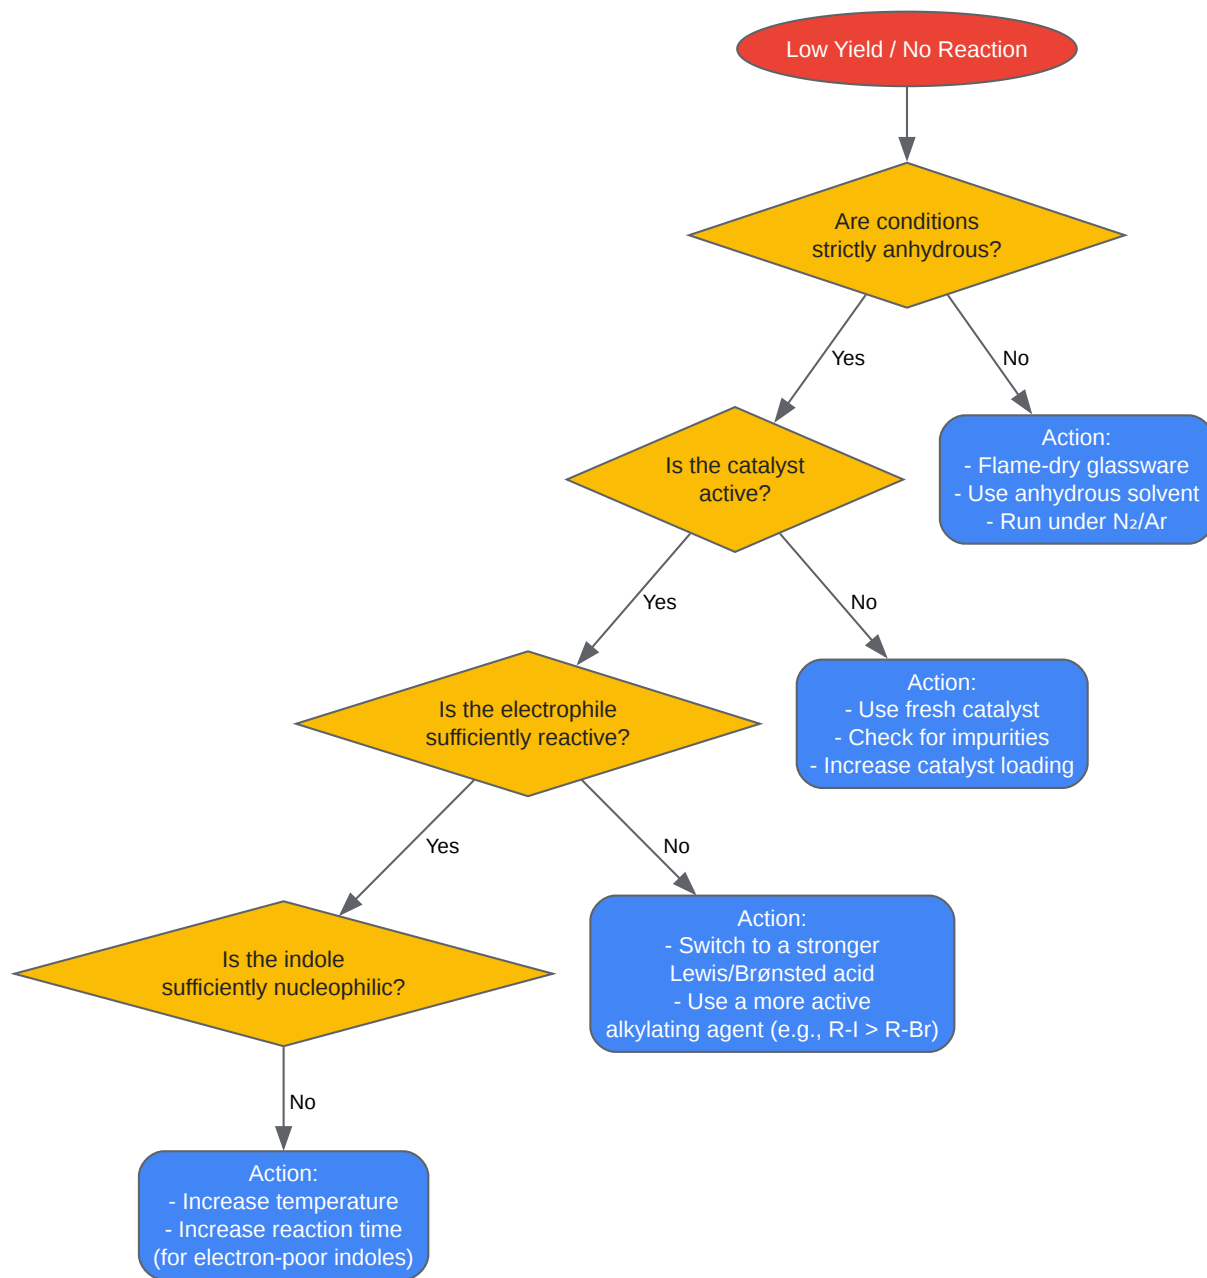 Low Yield / No Reaction
Are conditions
strictly anhydrous?
Yes
No
Is the catalyst
active?
Action:
- Flame-dry glassware
- Use anhydrous solvent
- Run under N₂/Ar
Yes
No
Is the electrophile
sufficiently reactive?
Action:
- Use fresh catalyst
- Check for impurities
- Increase catalyst loading
Yes
No
Is the indole
sufficiently nucleophilic?
Action:
- Switch to a stronger
Lewis/Brønsted acid
- Use a more active
alkylating agent (e.g., R-I > R-Br)
No
Action:
- Increase temperature
- Increase reaction time
(for electron-poor indoles)